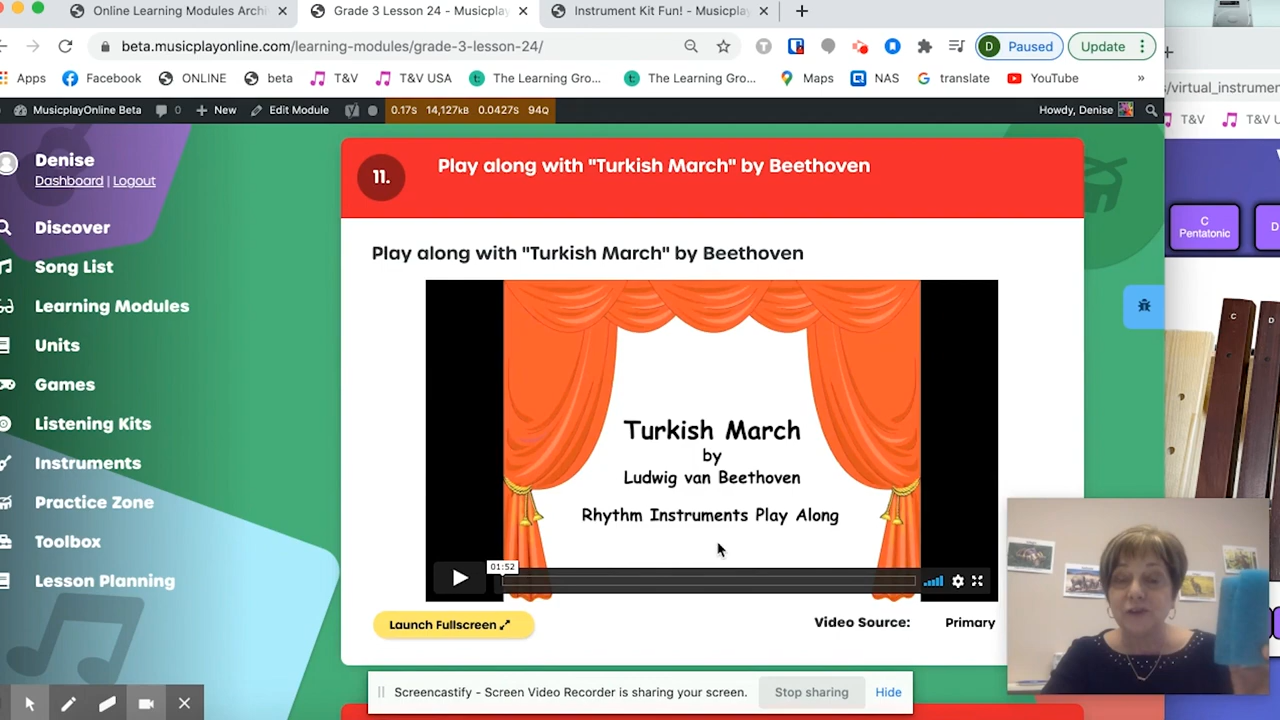 Online Learning Modules Archi
Grade 3 Lesson 24 - Musicplay
Instrument Kit Fun! - Musicplay
beta.musicplayonline.com/learning-modules/grade-3-lesson-24/
T
D
Paused
Update
s/virtual_instrumen
Apps
Facebook
ONLINE
beta
T&V
T&V USA
The Learning Gro...
The Learning Gro...
Maps
NAS
translate
YouTube
»
T&V
T&V U
MusicplayOnline Beta
0
New
Edit Module
0.17s 14,127kB 0.0427s 94Q
Howdy, Denise
Denise
Dashboard | Logout
Discover
Song List
Learning Modules
Units
Games
Listening Kits
Instruments
Practice Zone
Toolbox
Lesson Planning
11.
Play along with "Turkish March" by Beethoven
Play along with "Turkish March" by Beethoven
Turkish March
by
Ludwig van Beethoven
Rhythm Instruments Play Along
01:52
Launch Fullscreen
Video Source:
Primary
C
Pentatonic
D
C
D
Screencastify - Screen Video Recorder is sharing your screen.
Stop sharing
Hide